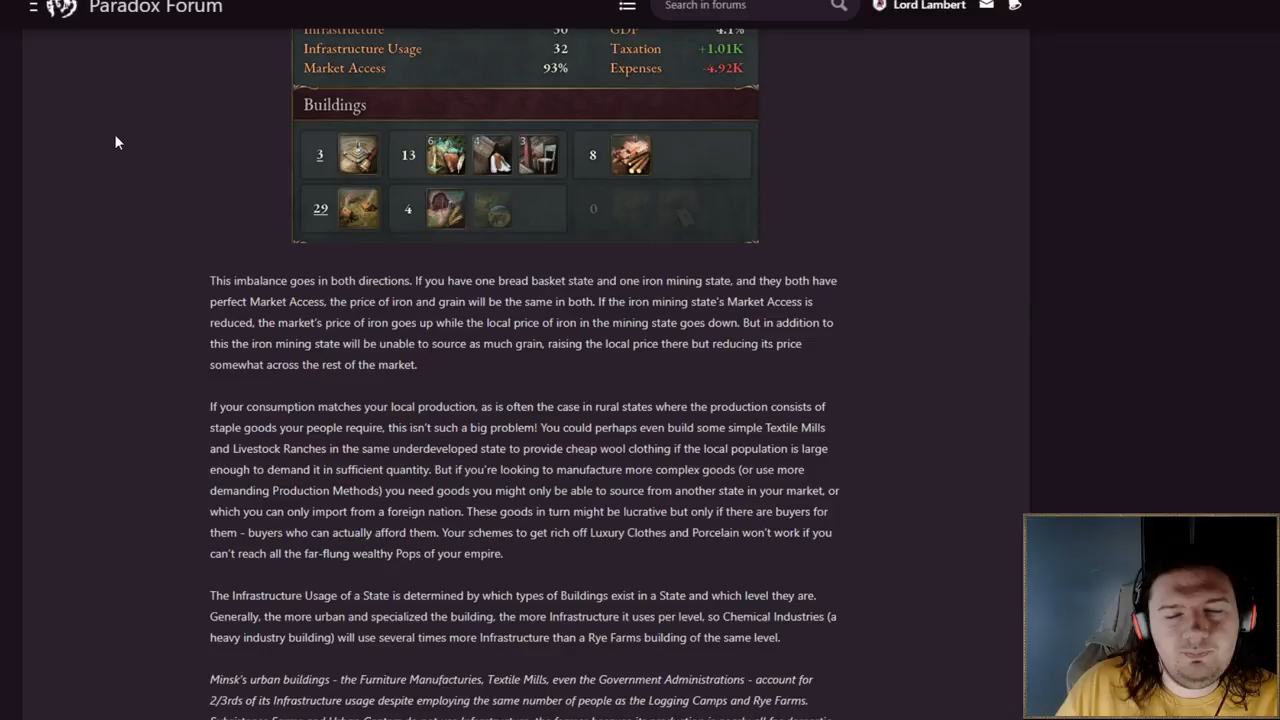 Paradox Forum
Search in forums
Lord Lambert
Infrastructure 30 GDP 4.1%
Infrastructure Usage 32 Taxation +1.01K
Market Access 93% Expenses -4.92K
Buildings
3 13 6 4 3 8
29 4 0
This imbalance goes in both directions. If you have one bread basket state and one iron mining state, and they both have
perfect Market Access, the price of iron and grain will be the same in both. If the iron mining state's Market Access is
reduced, the market's price of iron goes up while the local price of iron in the mining state goes down. But in addition to
this the iron mining state will be unable to source as much grain, raising the local price there but reducing its price
somewhat across the rest of the market.
If your consumption matches your local production, as is often the case in rural states where the production consists of
staple goods your people require, this isn't such a big problem! You could perhaps even build some simple Textile Mills
and Livestock Ranches in the same underdeveloped state to provide cheap wool clothing if the local population is large
enough to demand it in sufficient quantity. But if you're looking to manufacture more complex goods (or use more
demanding Production Methods) you need goods you might only be able to source from another state in your market, or
which you can only import from a foreign nation. These goods in turn might be lucrative but only if there are buyers for
them - buyers who can actually afford them. Your schemes to get rich off Luxury Clothes and Porcelain won't work if you
can't reach all the far-flung wealthy Pops of your empire.
The Infrastructure Usage of a State is determined by which types of Buildings exist in a State and which level they are.
Generally, the more urban and specialized the building, the more Infrastructure it uses per level, so Chemical Industries (a
heavy industry building) will use several times more Infrastructure than a Rye Farms building of the same level.
Minsk's urban buildings - the Furniture Manufacturies, Textile Mills, even the Government Administrations - account for
2/3rds of its Infrastructure usage despite employing the same number of people as the Logging Camps and Rye Farms.